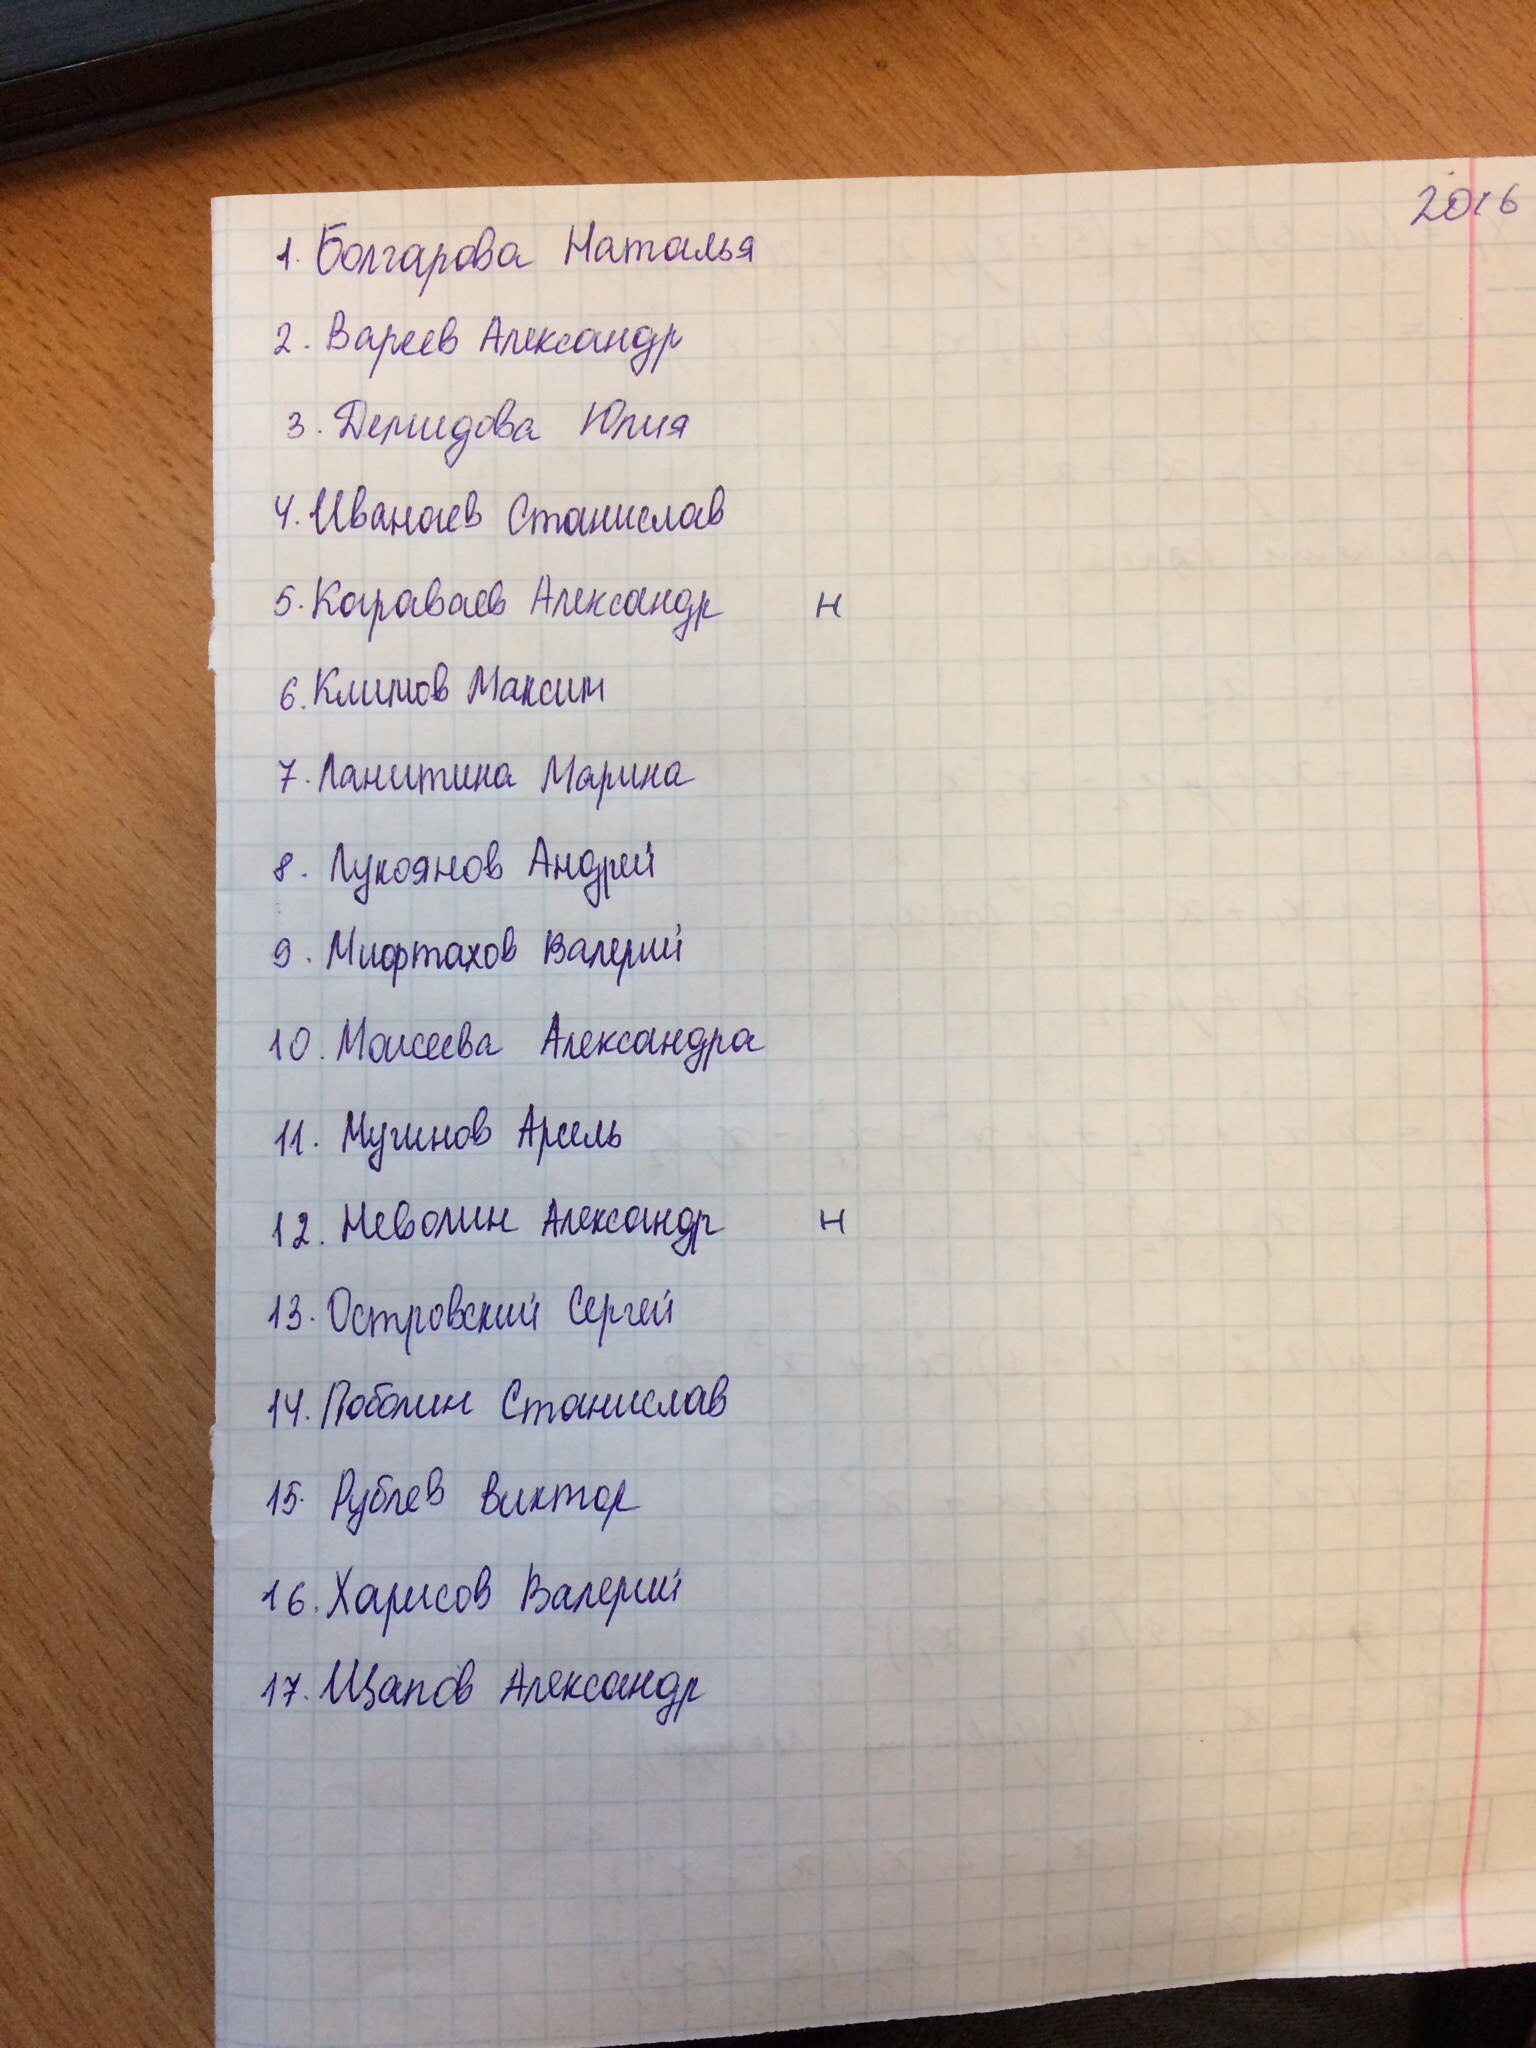 2016
1. Болгарова Наталья
2. Вареев Александр
3. Демидова Юлия
4. Иванаев Станислав
5. Караваев Александр н
6. Климов Максим
7. Ланитина Марина
8. Лукоянов Андрей
9. Мифтахов Валерий
10. Моисеева Александра
11. Мугинов Арсль
12. Неволин Александр н
13. Островский Сергей
14. Поболин Станислав
15. Рублев Виктор
16. Харисов Валерий
17. Щапов Александр